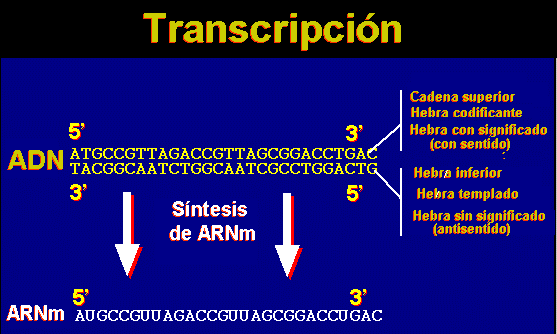 Transcripción
Cadena superior
Hebra codificante
Hebra con significado
(con sentido)
5' 3'
ADN
ATGCCGTTAGACCGTTAGCGGACCTGAC
TACGGCAATCTGGCAATCGCCTGGACTG
3' 5'
Hebra inferior
Hebra templado
Hebra sin significado
(antisentido)
Síntesis
de ARNm
5' 3'
ARNm AUGCCGUUAGACCGUUAGCGGACCUGAC